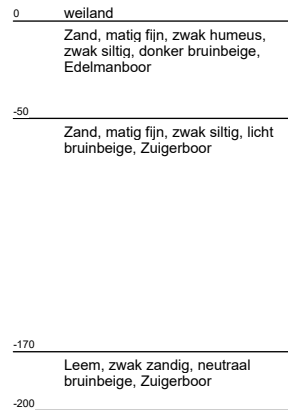 0 weiland
Zand, matig fijn, zwak humeus,
zwak siltig, donker bruinbeige,
Edelmanboor
-50
Zand, matig fijn, zwak siltig, licht
bruinbeige, Zuigerboor
-170
Leem, zwak zandig, neutraal
bruinbeige, Zuigerboor
-200